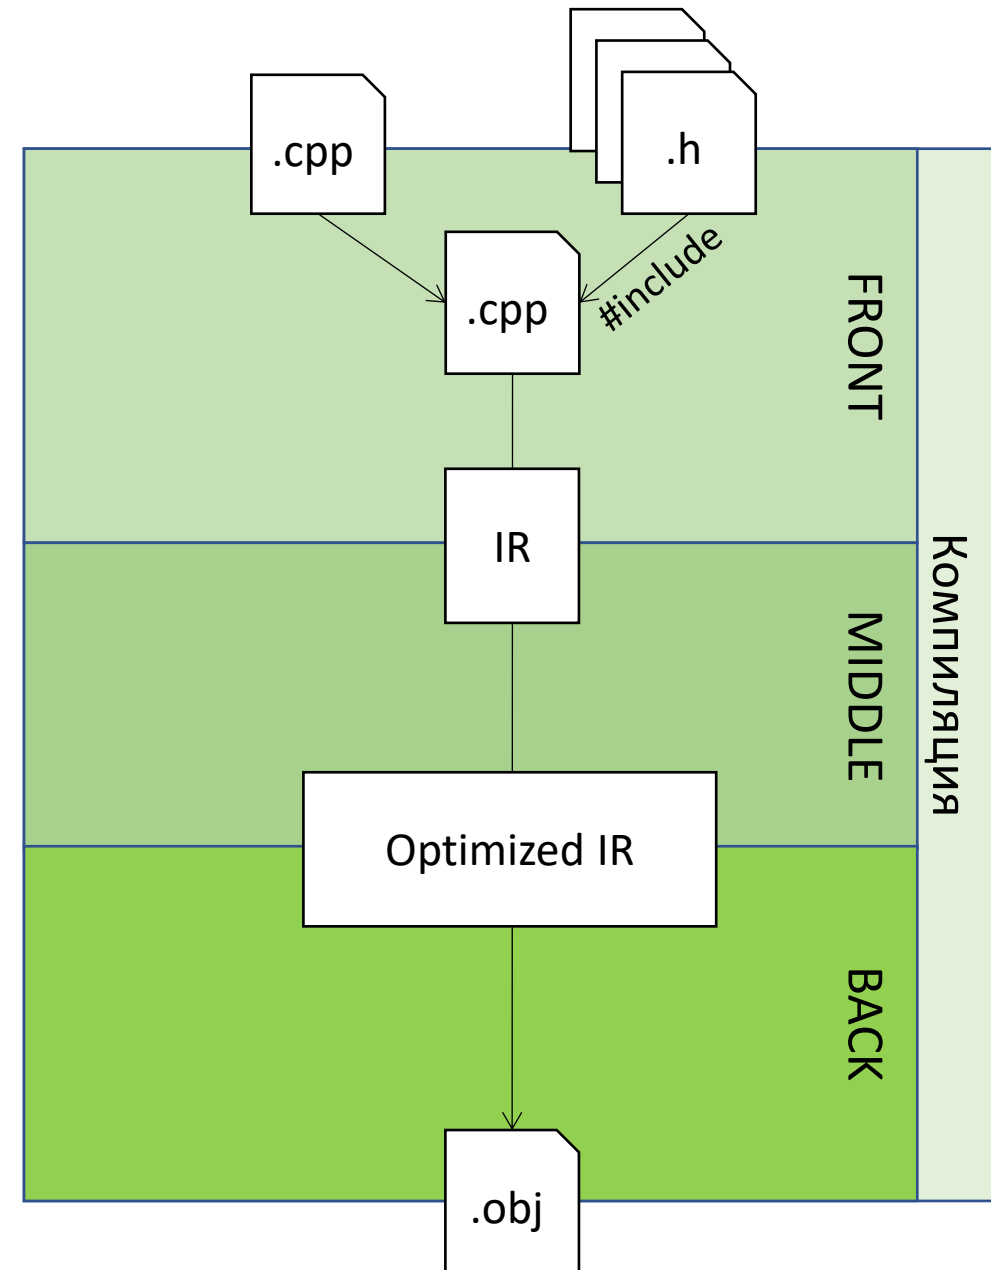 .cpp
.h
#include
.cpp
FRONT
IR
Компиляция
MIDDLE
Optimized IR
BACK
.obj